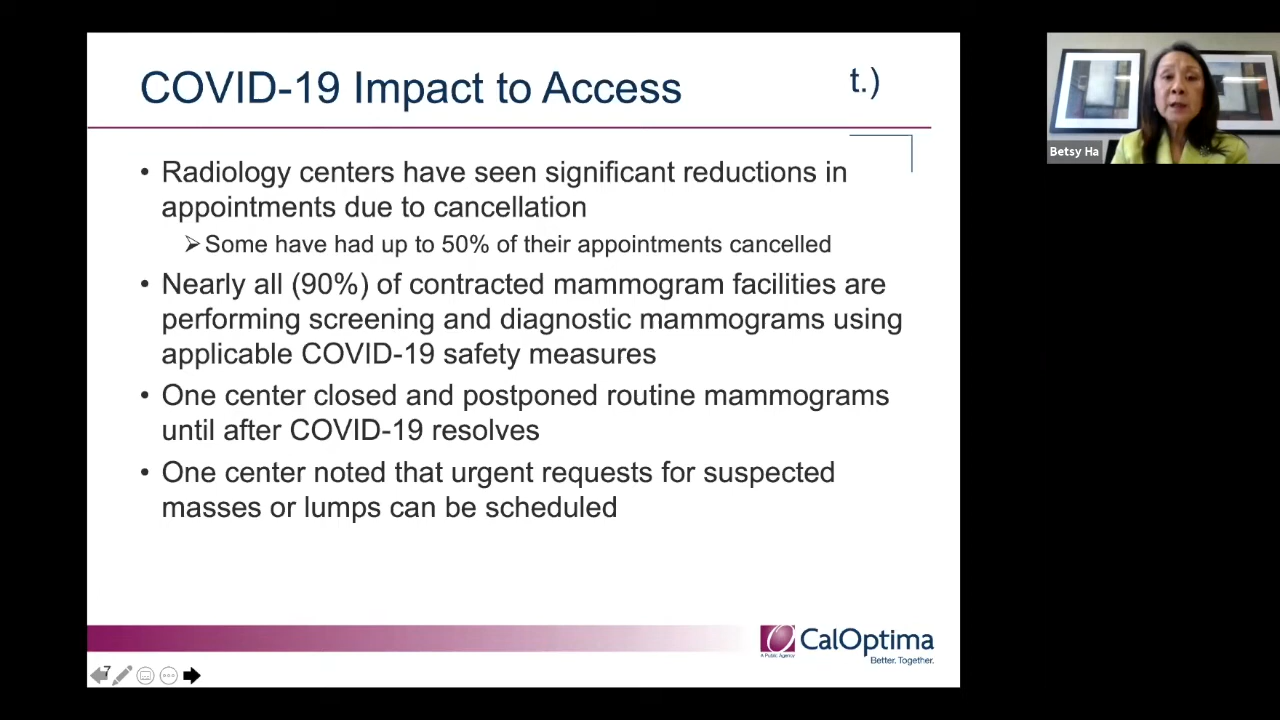 COVID-19 Impact to Access
t.)
• Radiology centers have seen significant reductions in
appointments due to cancellation
➢Some have had up to 50% of their appointments cancelled
• Nearly all (90%) of contracted mammogram facilities are
performing screening and diagnostic mammograms using
applicable COVID-19 safety measures
• One center closed and postponed routine mammograms
until after COVID-19 resolves
• One center noted that urgent requests for suspected
masses or lumps can be scheduled
Betsy Ha
7
A Public Agency
CalOptima
Better. Together.